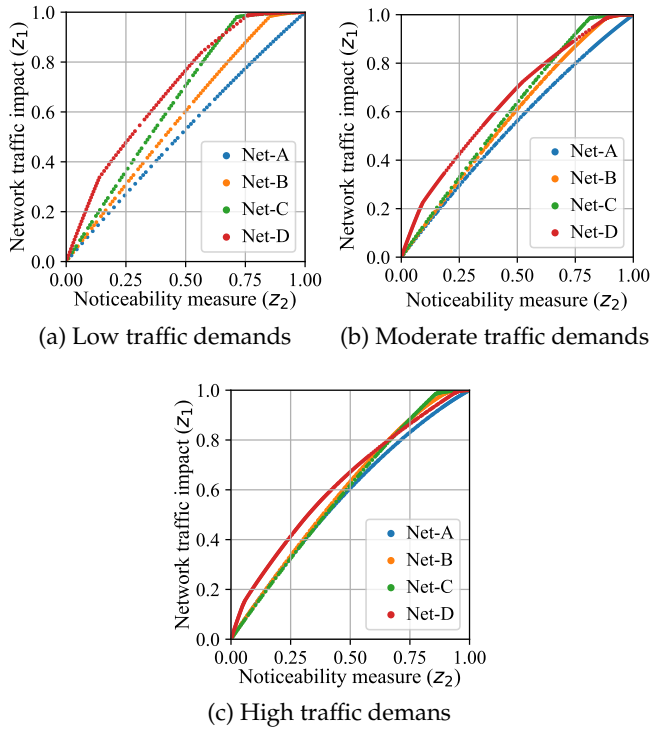 Network traffic impact (z1)
1.0
0.8
0.6
0.4
0.2
0.0
Net-A
Net-B
Net-C
Net-D
0.00 0.25 0.50 0.75 1.00
Noticeability measure (z2)
(a) Low traffic demands
Network traffic impact (z1)
1.0
0.8
0.6
0.4
0.2
0.0
Net-A
Net-B
Net-C
Net-D
0.00 0.25 0.50 0.75 1.00
Noticeability measure (z2)
(b) Moderate traffic demands
Network traffic impact (z1)
1.0
0.8
0.6
0.4
0.2
0.0
Net-A
Net-B
Net-C
Net-D
0.00 0.25 0.50 0.75 1.00
Noticeability measure (z2)
(c) High traffic demans